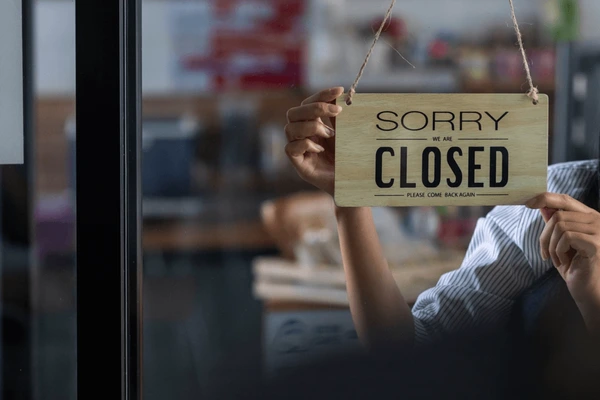 SORRY
WE ARE
CLOSED
PLEASE COME BACK AGAIN